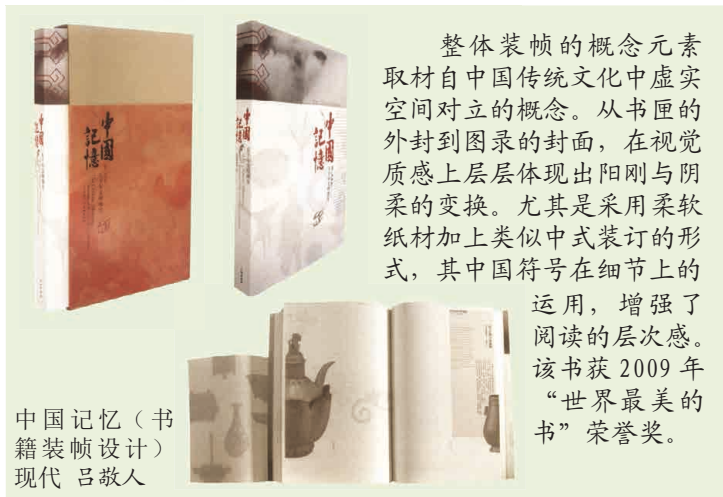 整体装帧的概念元素
取材自中国传统文化中虚实
空间对立的概念。从书匣的
外封到图录的封面，在视觉
质感上层层体现出阳刚与阴
柔的变换。尤其是采用柔软
纸材加上类似中式装订的形
式，其中国符号在细节上的
运用，增强了
阅读的层次感。
该书获 2009 年
“世界最美的
书”荣誉奖。
中国记忆（书
籍装帧设计）
现代 吕敬人
中國
記憶
中國
記憶